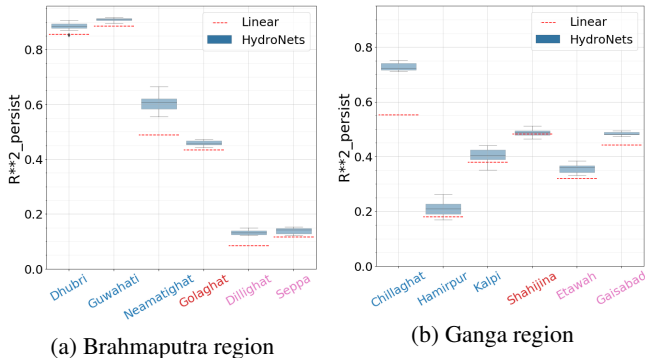 Linear
HydroNets
R**2_persist
0.8
0.6
0.4
0.2
0.0
Dhubri
Guwahati
Neamatighat
Golaghat
Dillighat
Seppa
(a) Brahmaputra region
Linear
HydroNets
R**2_persist
0.8
0.6
0.4
0.2
0.0
Chillaghat
Hamirpur
Kalpi
Shahijina
Etawah
Gaisabad
(b) Ganga region